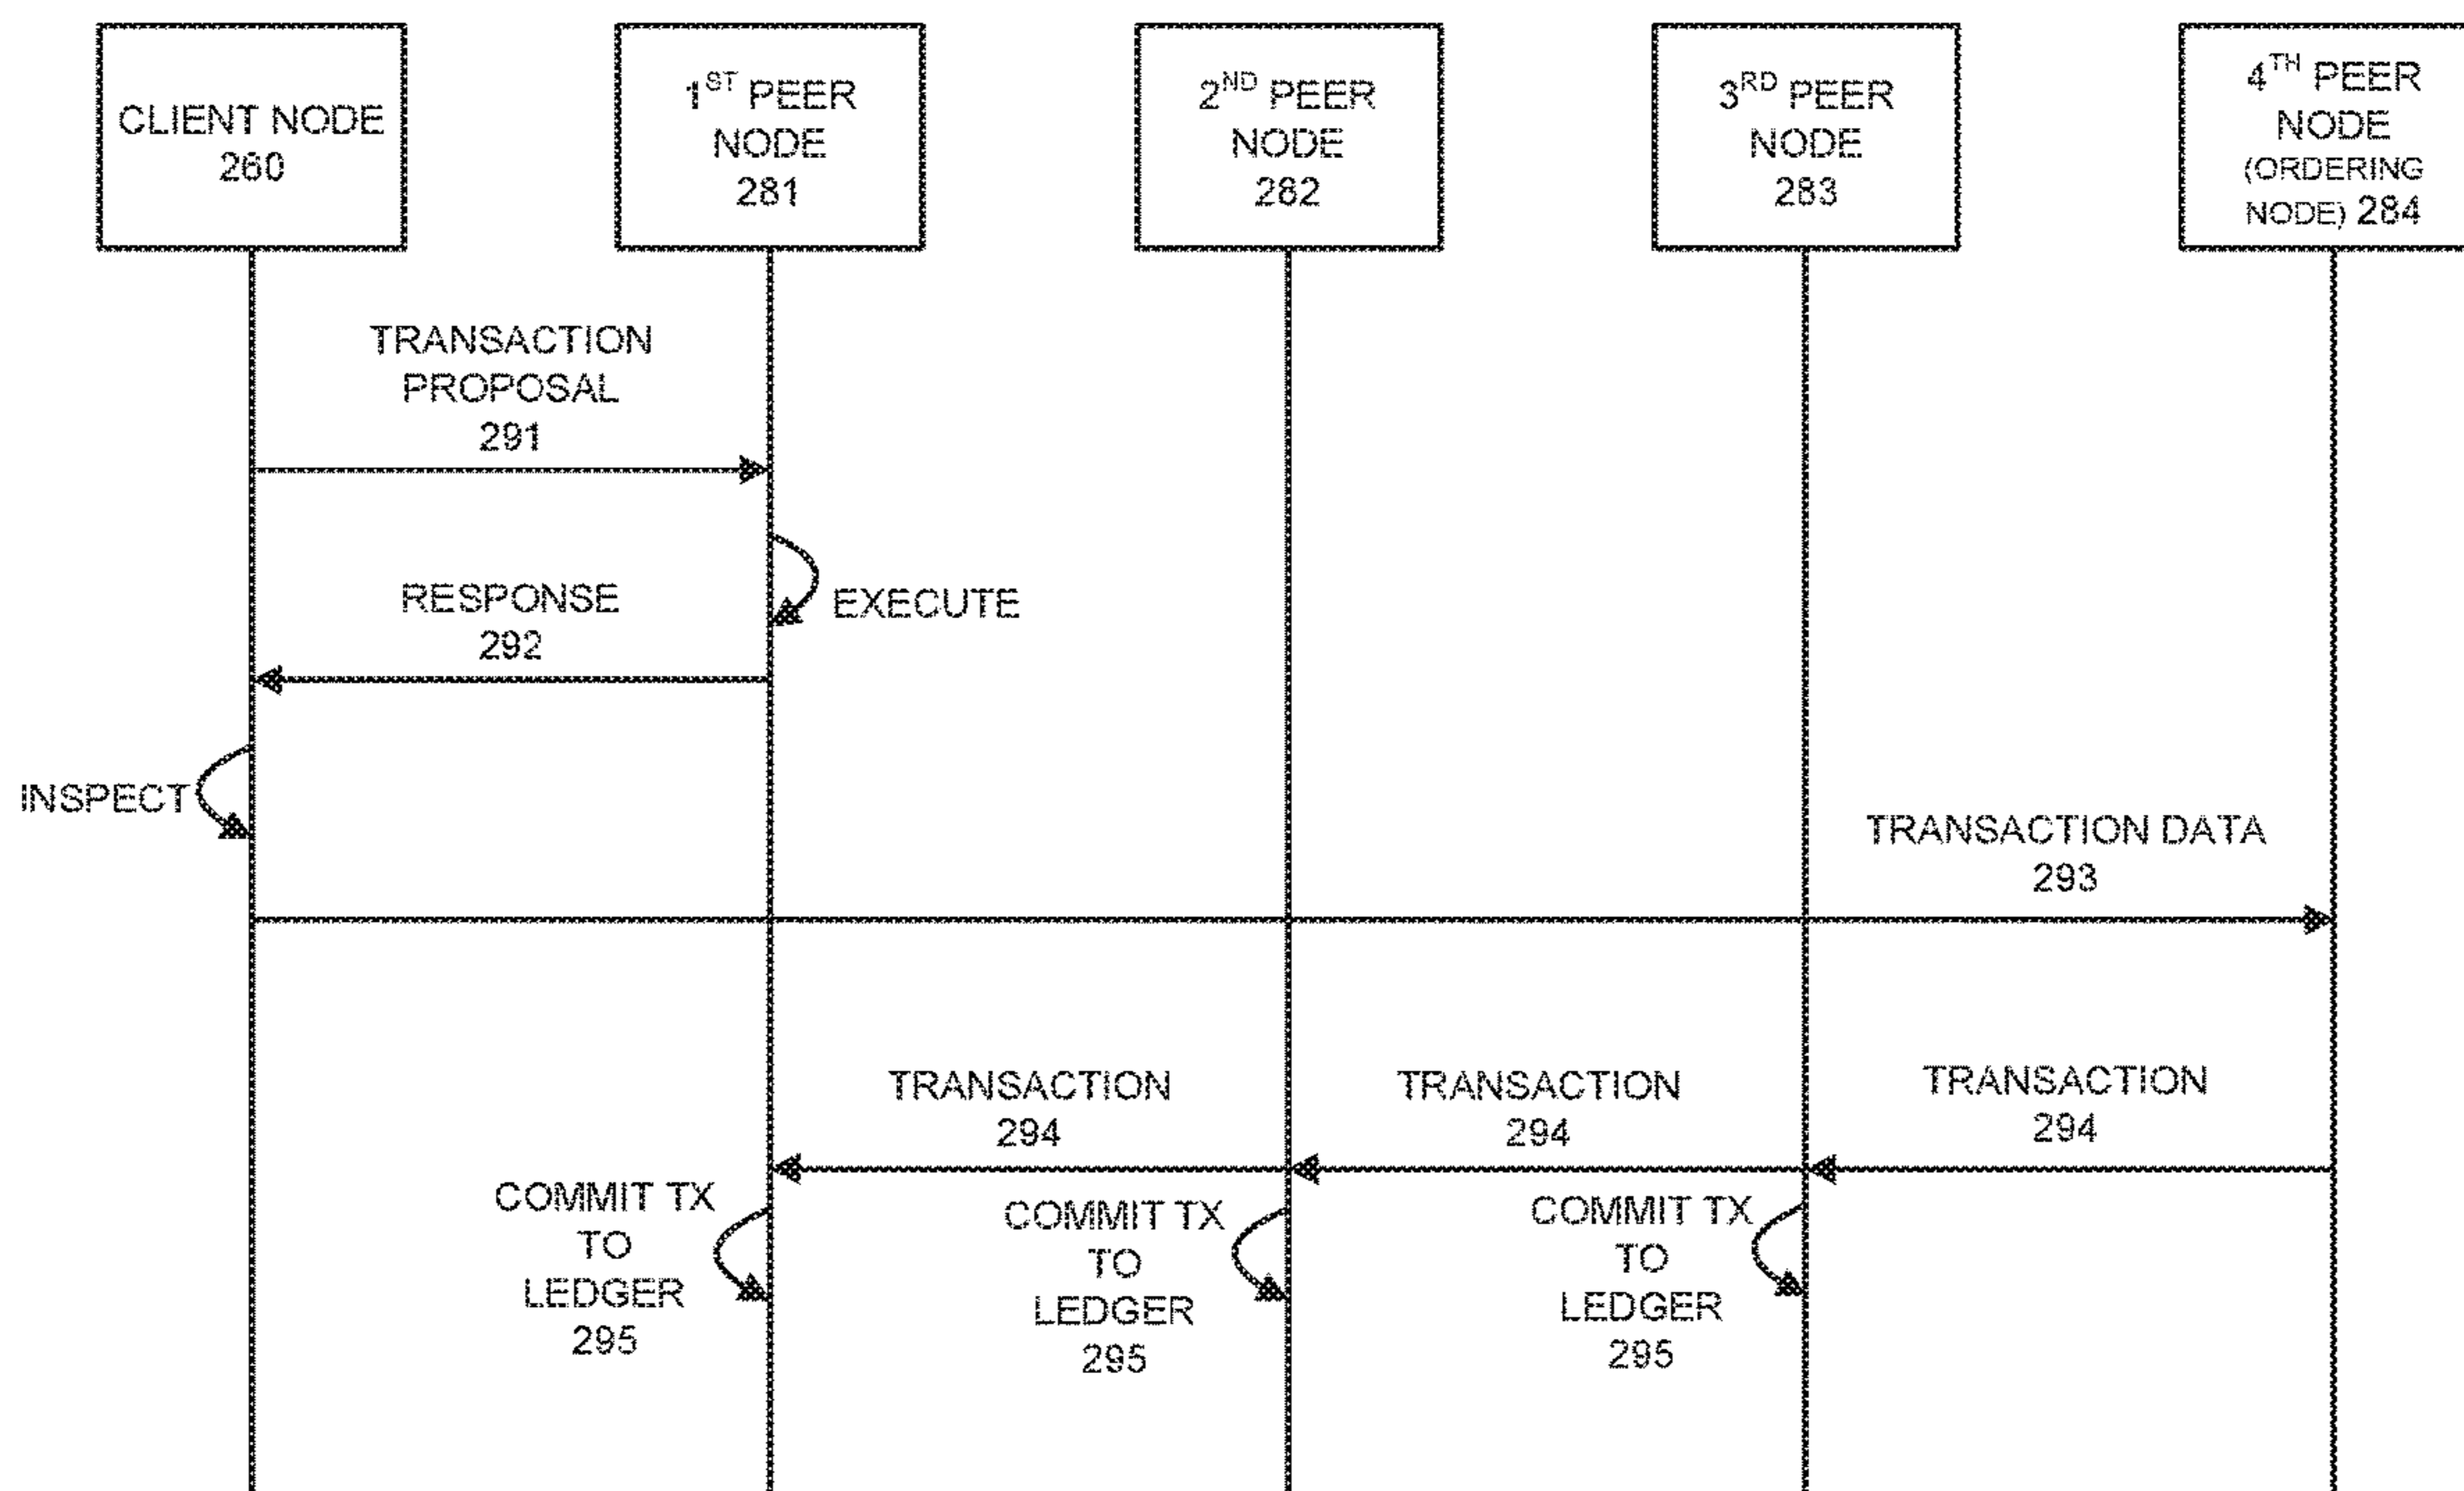 CLIENT NODE
260
1ST PEER
NODE
281
2ND PEER
NODE
282
3RD PEER
NODE
283
4TH PEER
NODE
(ORDERING
NODE) 284
TRANSACTION
PROPOSAL
291
EXECUTE
RESPONSE
292
INSPECT
TRANSACTION DATA
293
TRANSACTION
294
TRANSACTION
294
TRANSACTION
294
COMMIT TX
TO
LEDGER
295
COMMIT TX
TO
LEDGER
295
COMMIT TX
TO
LEDGER
295